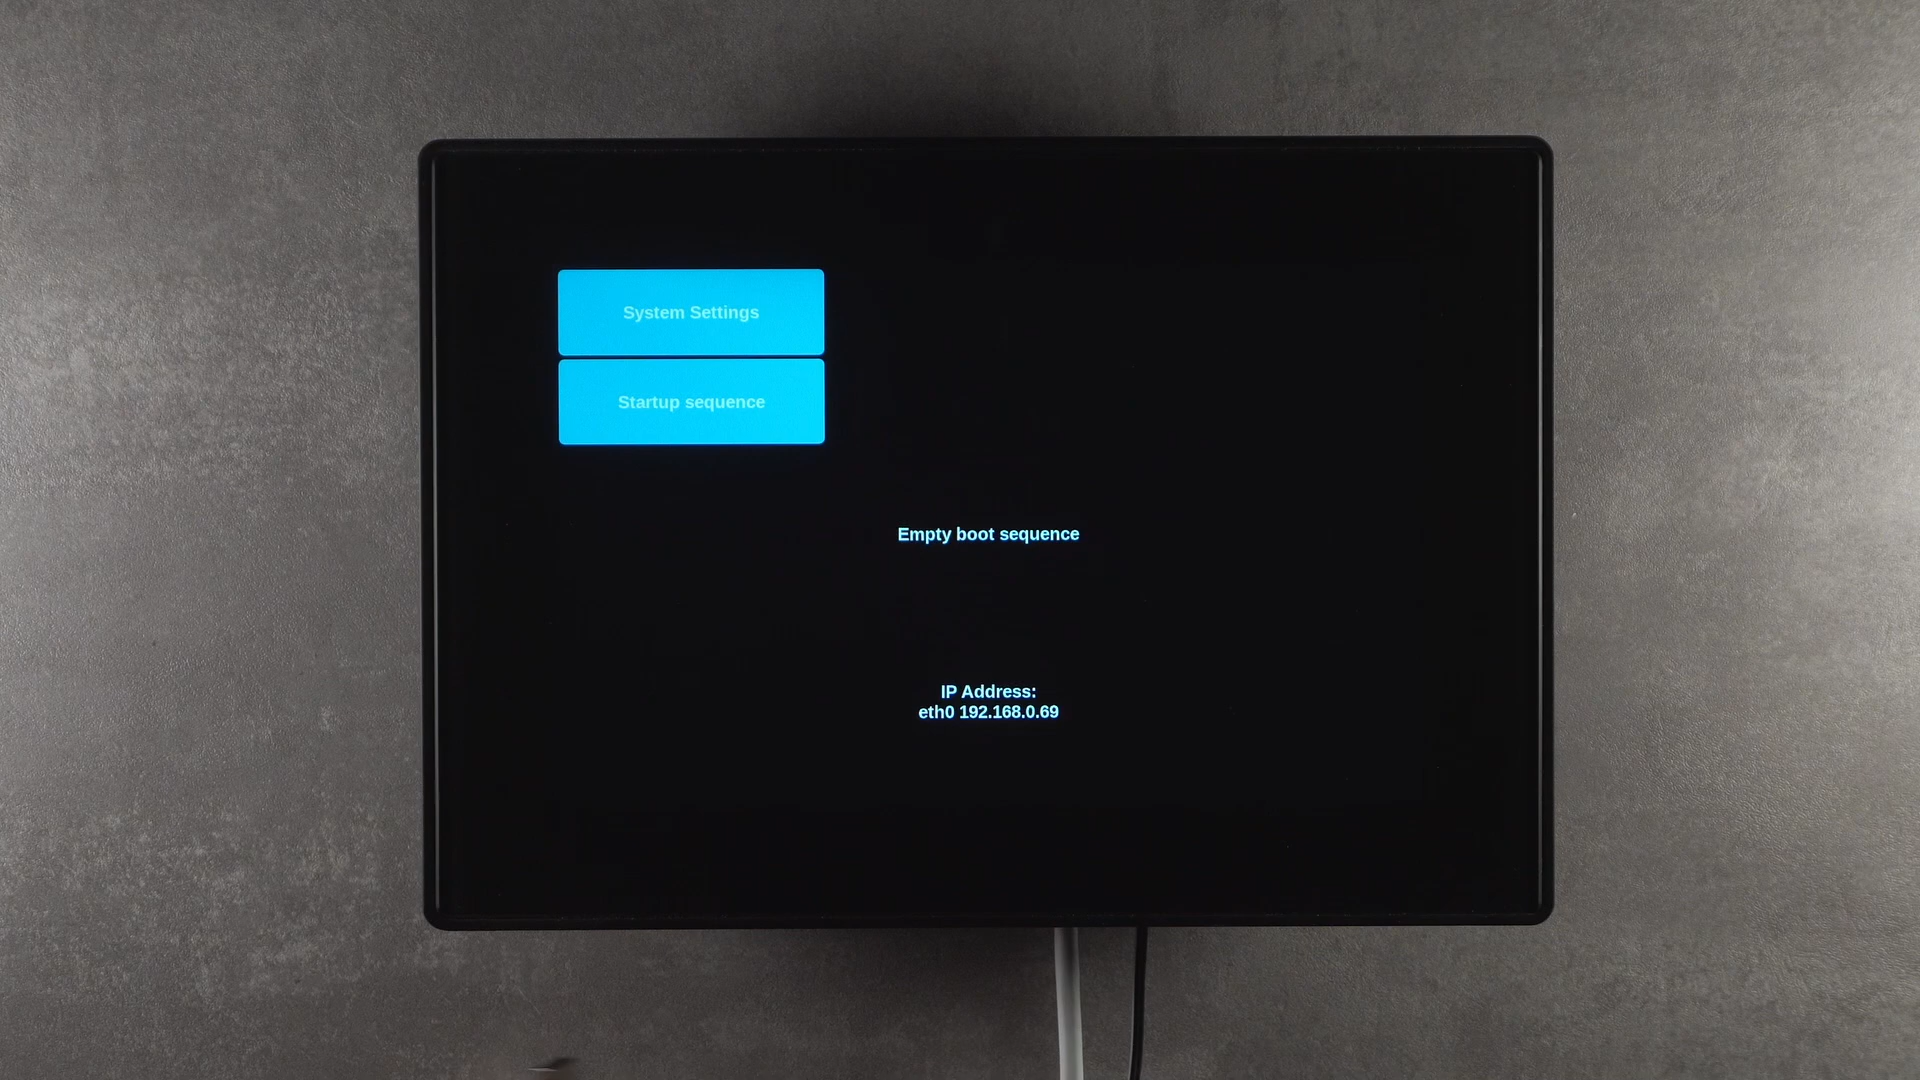 System Settings
Startup sequence
Empty boot sequence
IP Address:
eth0 192.168.0.69